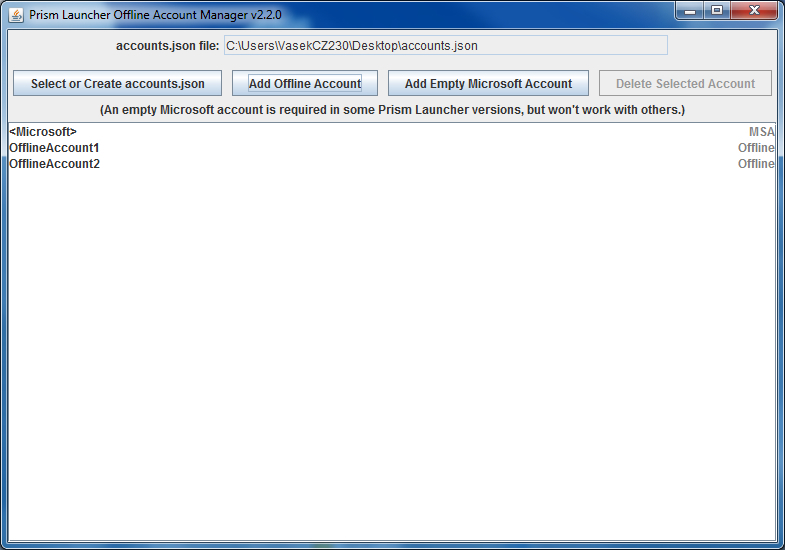 Prism Launcher Offline Account Manager v2.2.0
accounts.json file: C:\Users\VasekCZ230\Desktop\accounts.json
Select or Create accounts.json Add Offline Account Add Empty Microsoft Account Delete Selected Account
(An empty Microsoft account is required in some Prism Launcher versions, but won't work with others.)
<Microsoft> MSA
OfflineAccount1 Offline
OfflineAccount2 Offline